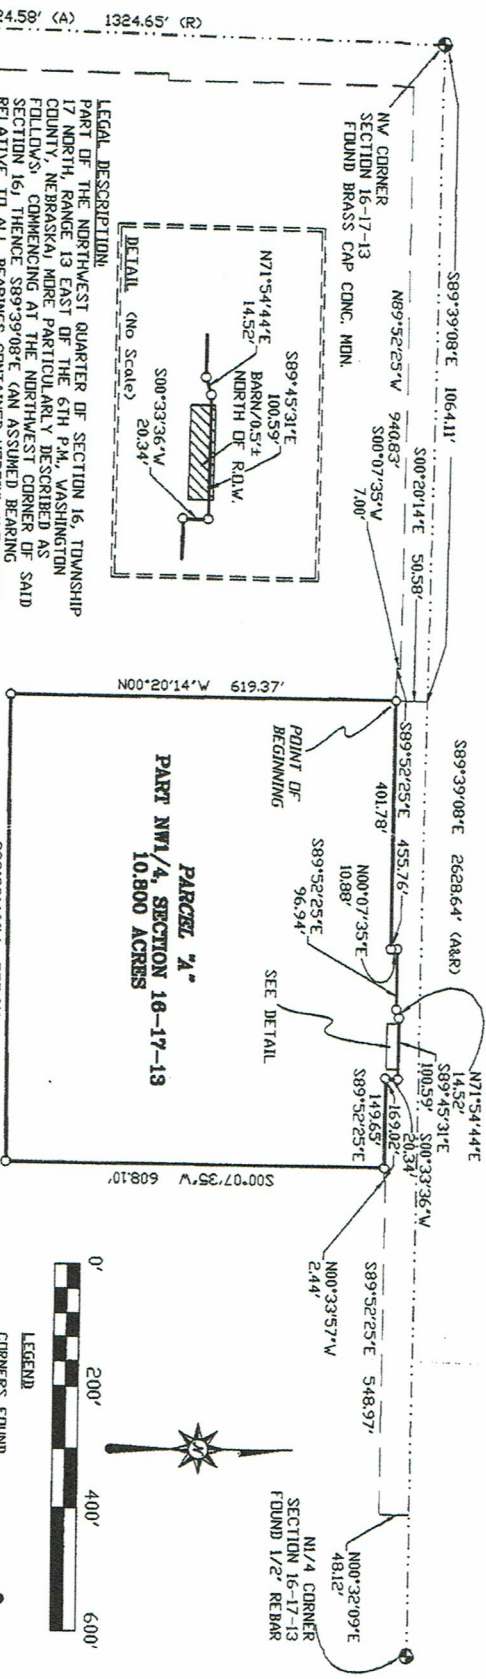 24.58' (A) 1324.65' (R)
NW CORNER
SECTION 16-17-13
FOUND BRASS CAP CONC. MON.
S89°39'08"E 1064.11'
N89°52'25"W 940.83'
S00°20'14"E 50.58'
S00°07'35"W
7.00'
S89°39'08"E 2628.64' (A&R)
N71°54'44"E
14.52'
S89°45'31"E
100.59'
S00°33'36"W
20.34'
169.02'
149.65'
S89°52'25"E
S89°52'25"E 455.76'
401.78'
N00°07'35"E
10.88'
S89°52'25"E
96.94'
POINT OF
BEGINNING
SEE DETAIL
N00°33'57"W
2.44'
S89°52'25"E 548.97'
N00°32'09"E
48.12'
N1/4 CORNER
SECTION 16-17-13
FOUND 1/2" REBAR
N00°20'14"W 619.37'
PARCEL "A"
PART NW1/4, SECTION 16-17-13
10.800 ACRES
S00°07'35"W 608.10'
S89°45'31"E
100.59'
BARN/0.5'±
NORTH OF R.O.W.
N71°54'44"E
14.52'
S00°33'36"W
20.34'
DETAIL (No Scale)
LEGAL DESCRIPTION:
PART OF THE NORTHWEST QUARTER OF SECTION 16, TOWNSHIP
17 NORTH, RANGE 13 EAST OF THE 6TH P.M., WASHINGTON
COUNTY, NEBRASKA, MORE PARTICULARLY DESCRIBED AS
FOLLOWS: COMMENCING AT THE NORTHWEST CORNER OF SAID
SECTION 16; THENCE S89°39'08"E (AN ASSUMED BEARING
RELATIVE TO ALL BEARINGS CONTAINED
N
0' 200' 400' 600'
LEGEND
CORNERS FOUND